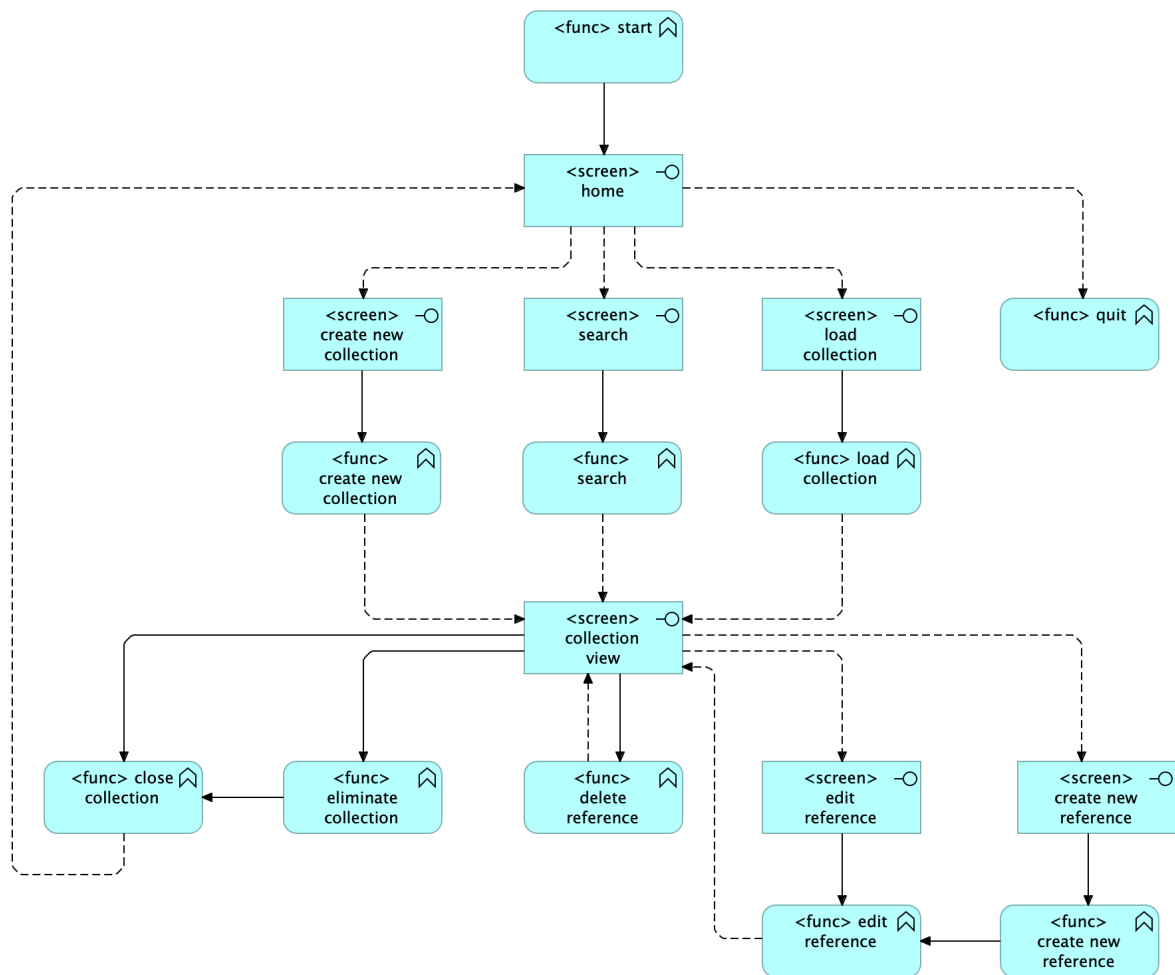 <func> start
<screen>
home
<screen>
create new
collection
<screen>
search
<screen>
load
collection
<func> quit
<func>
create new
collection
<func>
search
<func> load
collection
<screen>
collection
view
<func> close
collection
<func>
eliminate
collection
<func>
delete
reference
<screen>
edit
reference
<screen>
create new
reference
<func> edit
reference
<func>
create new
reference